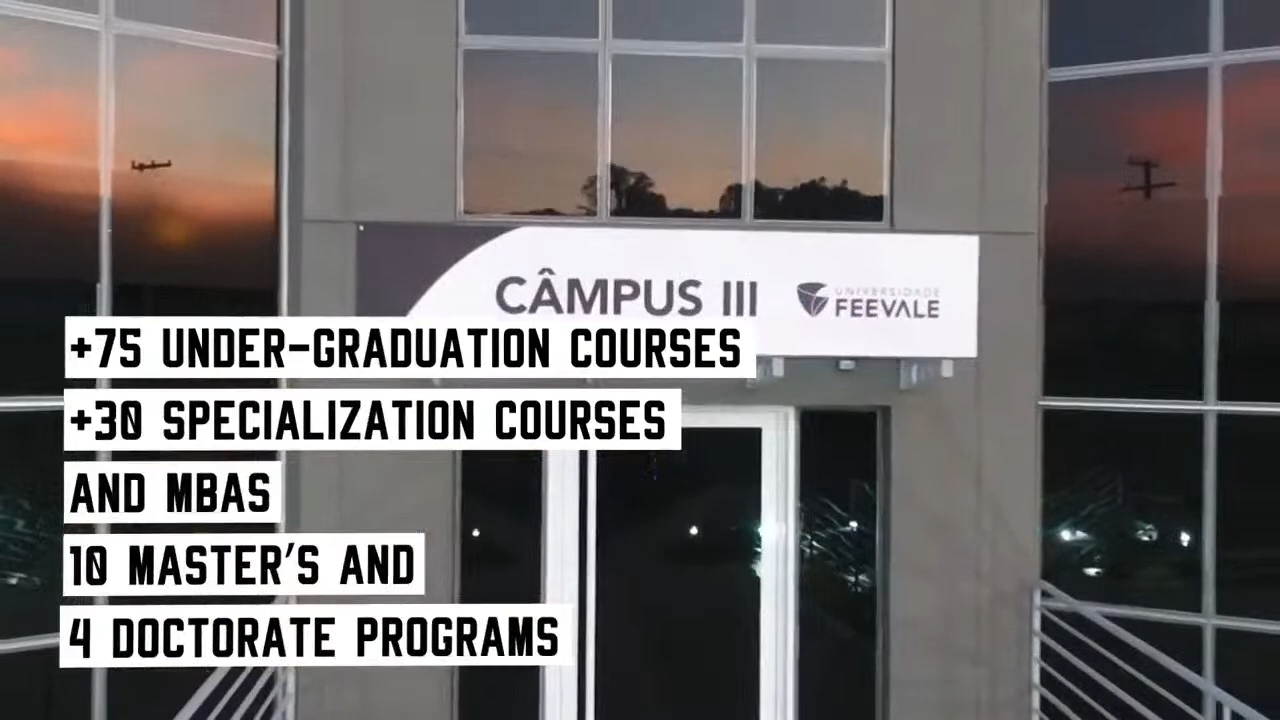 CÂMPUS III
UNIVERSIDADE
FEEVALE
+75 UNDER-GRADUATION COURSES
+30 SPECIALIZATION COURSES
AND MBAS
10 MASTER'S AND
4 DOCTORATE PROGRAMS